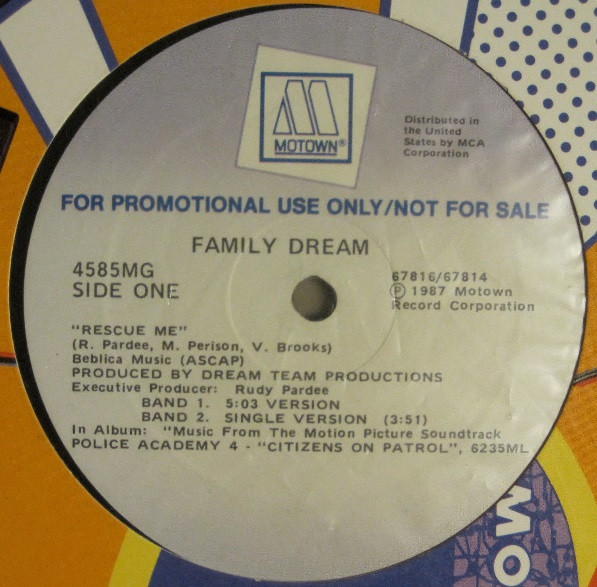 MOTOWN®
Distributed in
the United
States by MCA
Corporation
FOR PROMOTIONAL USE ONLY/NOT FOR SALE
FAMILY DREAM
4585MG
SIDE ONE
67816/67814
Ⓟ 1987 Motown
Record Corporation
"RESCUE ME"
(R. Pardee, M. Perison, V. Brooks)
Beblica Music (ASCAP)
PRODUCED BY DREAM TEAM PRODUCTIONS
Executive Producer: Rudy Pardee
BAND 1. 5:03 VERSION
BAND 2. SINGLE VERSION (3:51)
In Album: "Music From The Motion Picture Soundtrack
POLICE ACADEMY 4 - "CITIZENS ON PATROL", 6235ML
MO